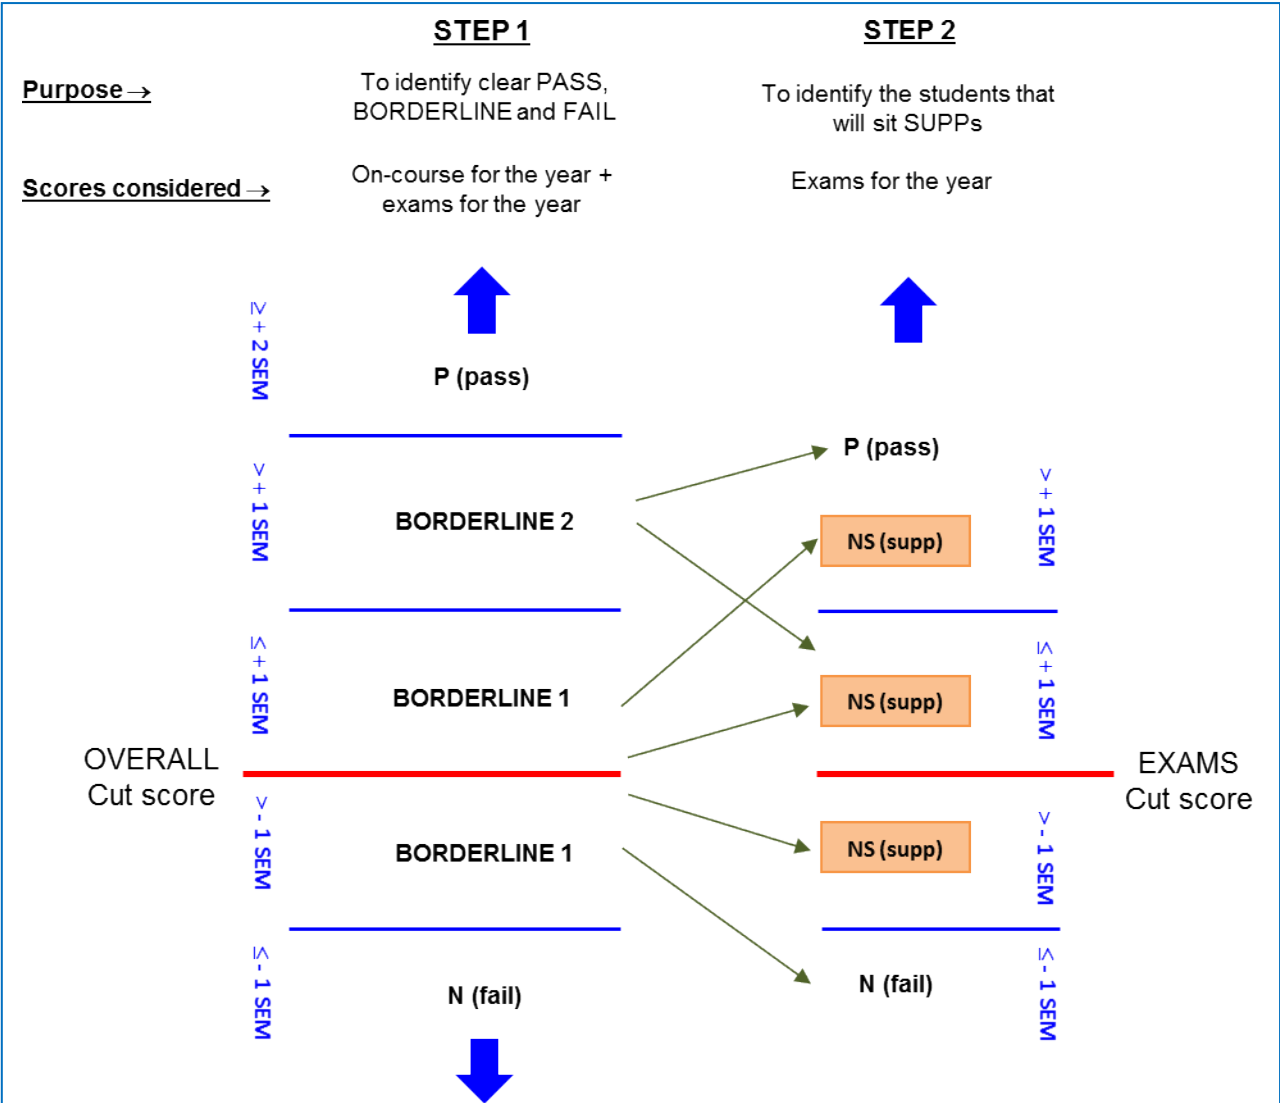 STEP 1
STEP 2
Purpose →
To identify clear PASS,
BORDERLINE and FAIL
To identify the students that
will sit SUPPs
Scores considered →
On-course for the year +
exams for the year
Exams for the year
≥ + 2 SEM
P (pass)
> + 1 SEM
BORDERLINE 2
P (pass)
NS (supp)
> + 1 SEM
≤ + 1 SEM
BORDERLINE 1
NS (supp)
≤ + 1 SEM
OVERALL
Cut score
EXAMS
Cut score
> - 1 SEM
BORDERLINE 1
NS (supp)
> - 1 SEM
≤ - 1 SEM
N (fail)
N (fail)
≤ - 1 SEM